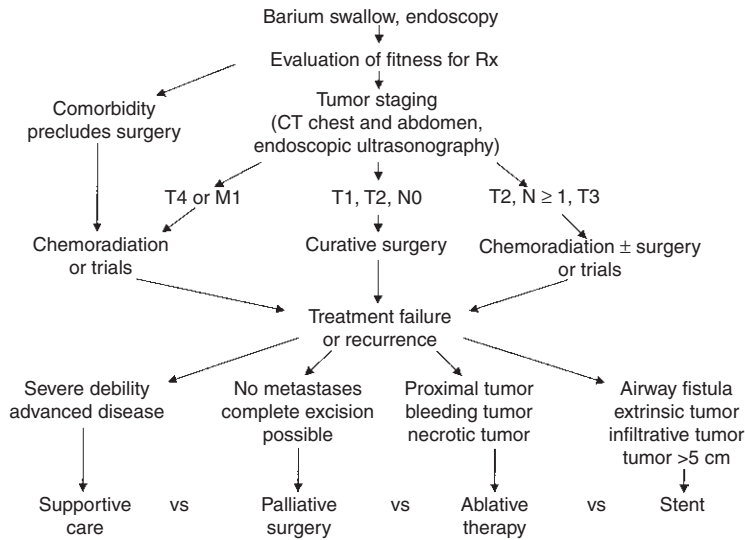 Barium swallow, endoscopy
Evaluation of fitness for Rx
Comorbidity
precludes surgery
Tumor staging
(CT chest and abdomen,
endoscopic ultrasonography)
T4 or M1
T1, T2, N0
T2, N ≥ 1, T3
Chemoradiation
or trials
Curative surgery
Chemoradiation ± surgery
or trials
Treatment failure
or recurrence
Severe debility
advanced disease
No metastases
complete excision
possible
Proximal tumor
bleeding tumor
necrotic tumor
Airway fistula
extrinsic tumor
infiltrative tumor
tumor >5 cm
Supportive
care
vs
Palliative
surgery
vs
Ablative
therapy
vs
Stent